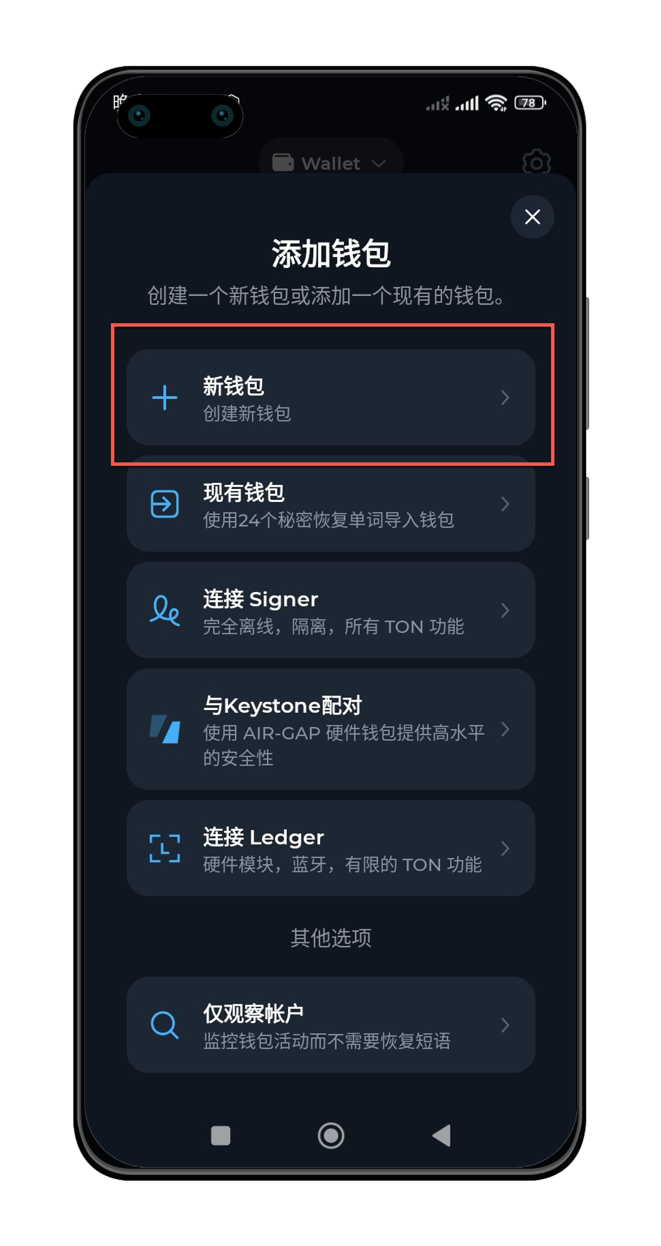 78
Wallet
添加钱包
创建一个新钱包或添加一个现有的钱包。
新钱包
创建新钱包
现有钱包
使用24个秘密恢复单词导入钱包
连接 Signer
完全离线，隔离，所有 TON 功能
与Keystone配对
使用 AIR-GAP 硬件钱包提供高水平
的安全性
连接 Ledger
硬件模块，蓝牙，有限的 TON 功能
其他选项
仅观察帐户
监控钱包活动而不需要恢复短语